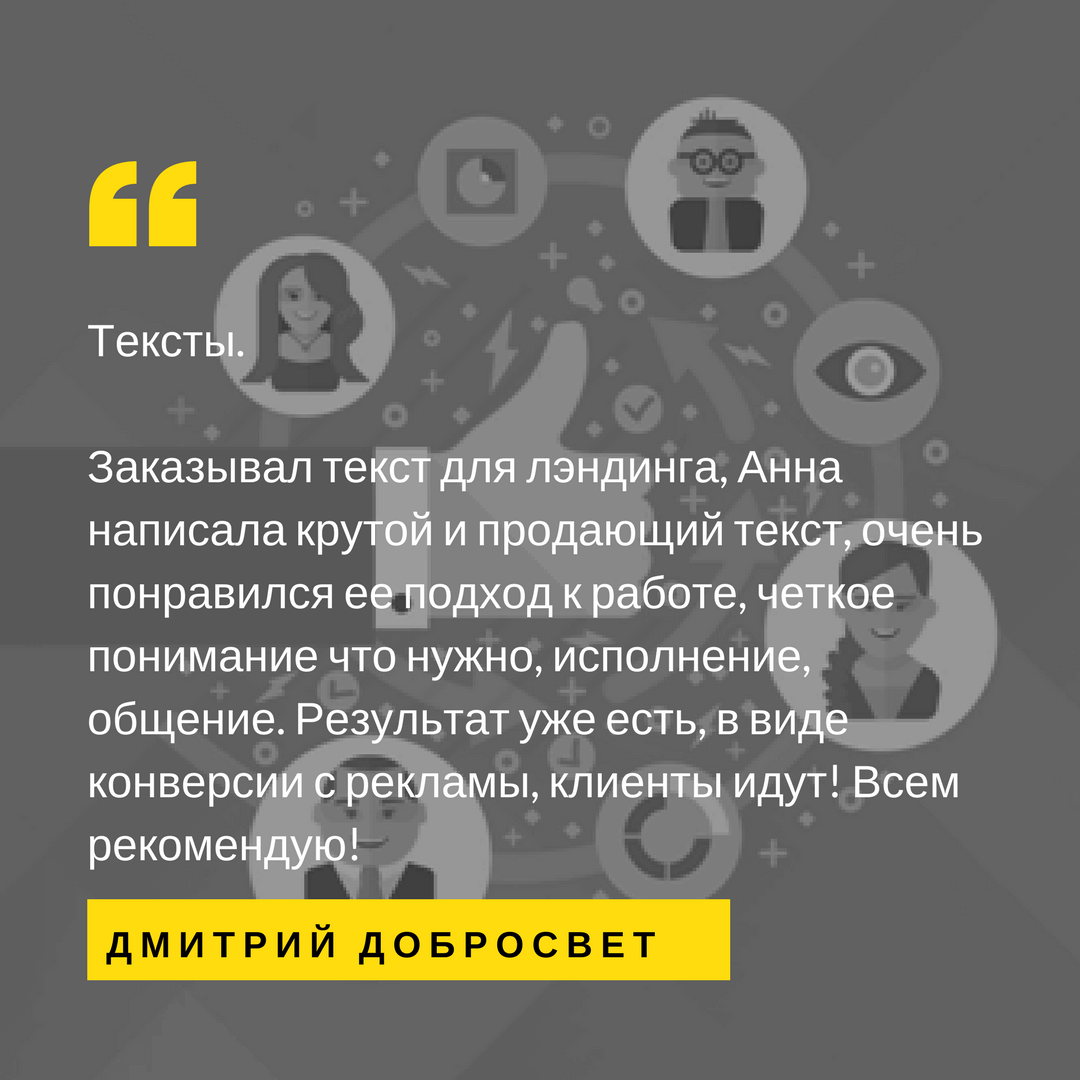 Тексты.
Заказывал текст для лэндинга, Анна
написала крутой и продающий текст, очень
понравился ее подход к работе, четкое
понимание что нужно, исполнение,
общение. Результат уже есть, в виде
конверсии с рекламы, клиенты идут! Всем
рекомендую!
ДМИТРИЙ ДОБРОСВЕТ